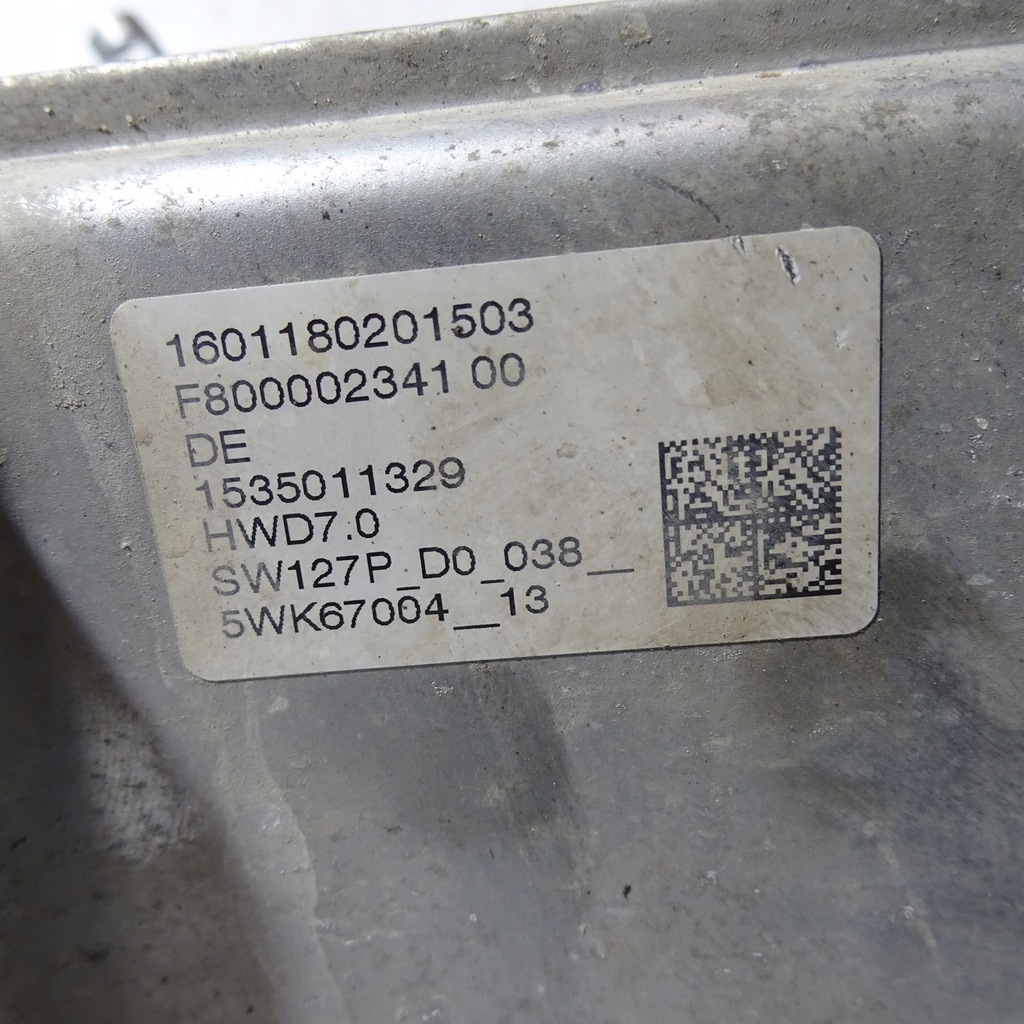 1601180201503
F800002341 00
DE
1535011329
HWD7.0
SW127P_D0_038__
5WK67004__13